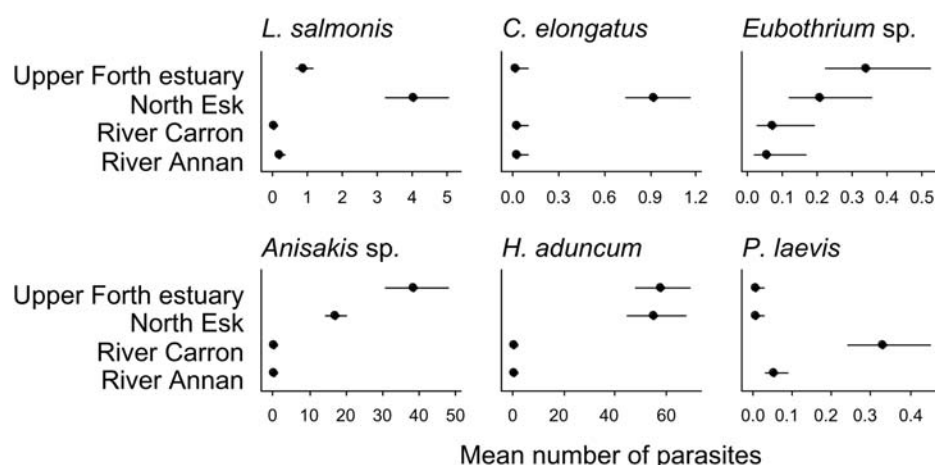 L. salmonis C. elongatus Eubothrium sp.
Upper Forth estuary
North Esk
River Carron
River Annan
0 1 2 3 4 5 0.0 0.3 0.6 0.9 1.2 0.0 0.1 0.2 0.3 0.4 0.5
Anisakis sp. H. aduncum P. laevis
Upper Forth estuary
North Esk
River Carron
River Annan
0 10 20 30 40 50 0 20 40 60 0.0 0.1 0.2 0.3 0.4
Mean number of parasites